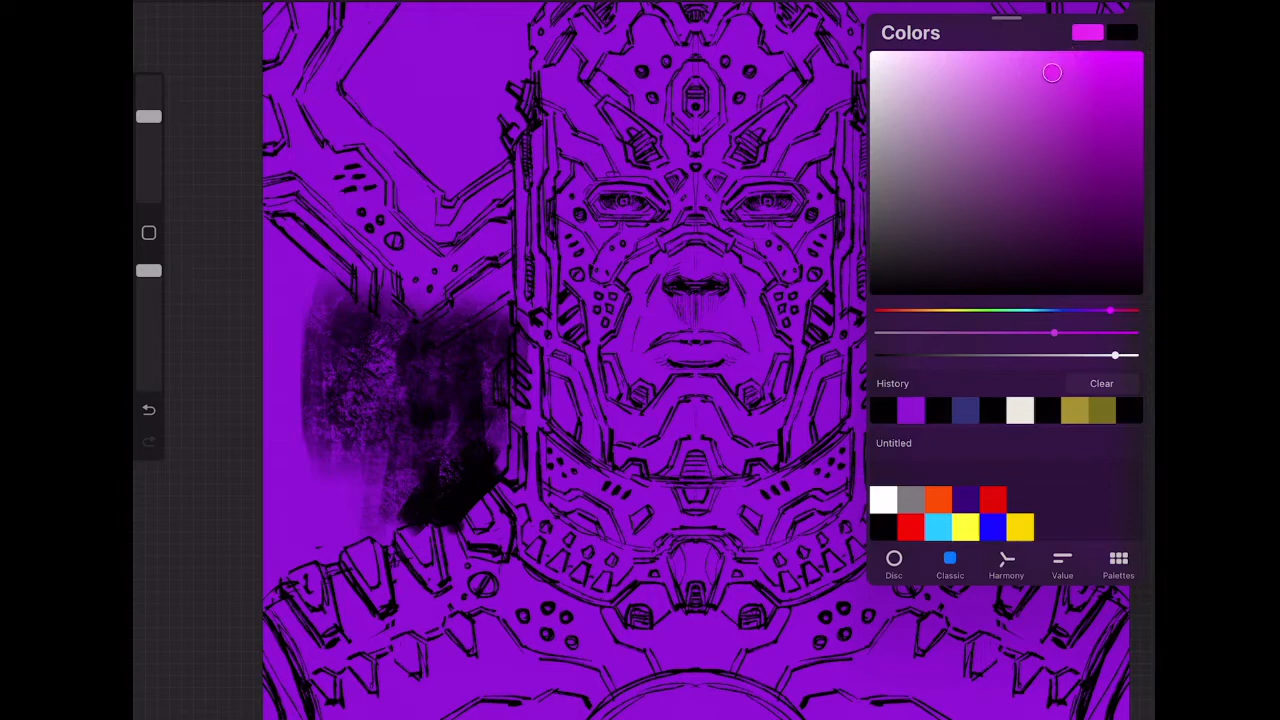 Colors
History
Clear
Untitled
Disc
Classic
Harmony
Value
Palettes